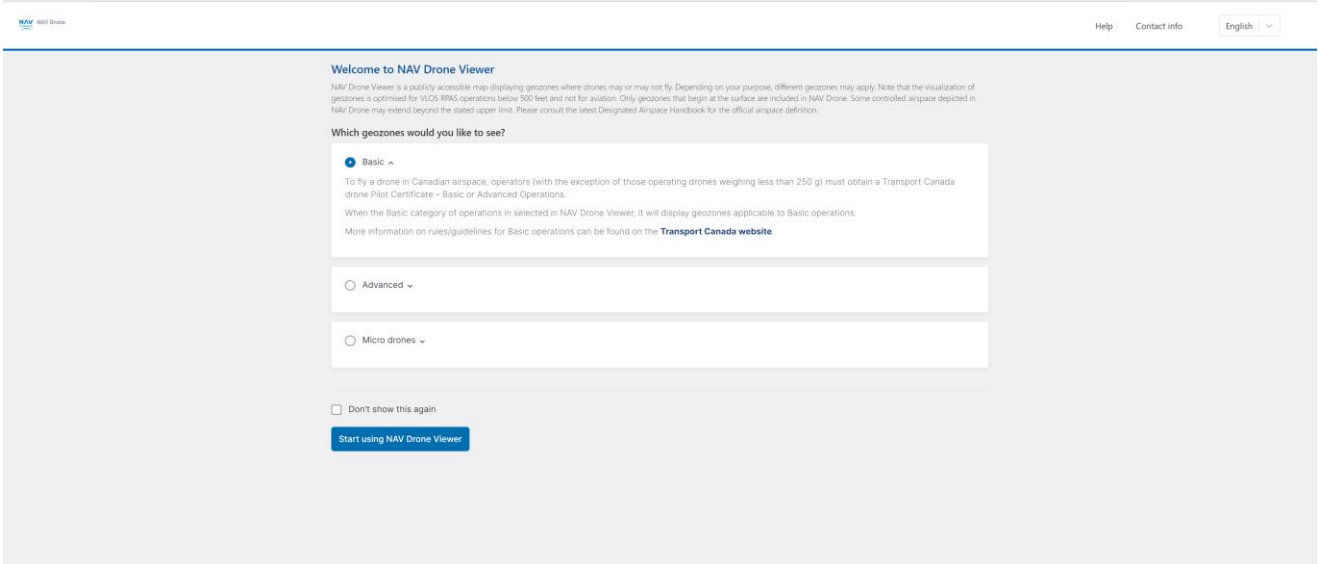 NAV NAV Drone
Help Contact info English
Welcome to NAV Drone Viewer
NAV Drone Viewer is a publicly accessible map displaying geozones where drones may or may not fly. Depending on your purpose, different geozones may apply. Note that the visualization of
geozones is optimised for VLOS RPAS operations below 500 feet and not for aviation. Only geozones that begin at the surface are included in NAV Drone. Some controlled airspace depicted in
NAV Drone may extend beyond the stated upper limit. Please consult the latest Designated Airspace Handbook for the official airspace definition.
Which geozones would you like to see?
Basic
To fly a drone in Canadian airspace, operators (with the exception of those operating drones weighing less than 250 g) must obtain a Transport Canada
drone Pilot Certificate – Basic or Advanced Operations.
When the Basic category of operations in selected in NAV Drone Viewer, it will display geozones applicable to Basic operations.
More information on rules/guidelines for Basic operations can be found on the Transport Canada website.
Advanced
Micro drones
Don't show this again
Start using NAV Drone Viewer